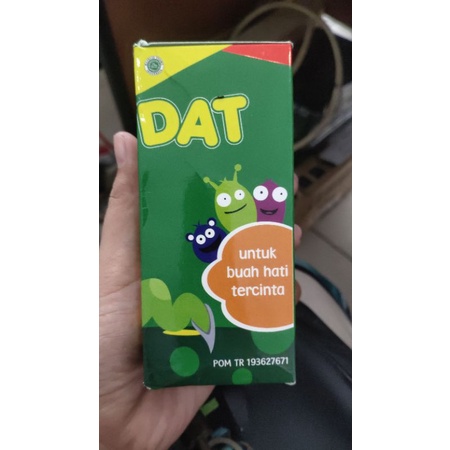 DAT
untuk
buah hati
tercinta
POM TR 193627671